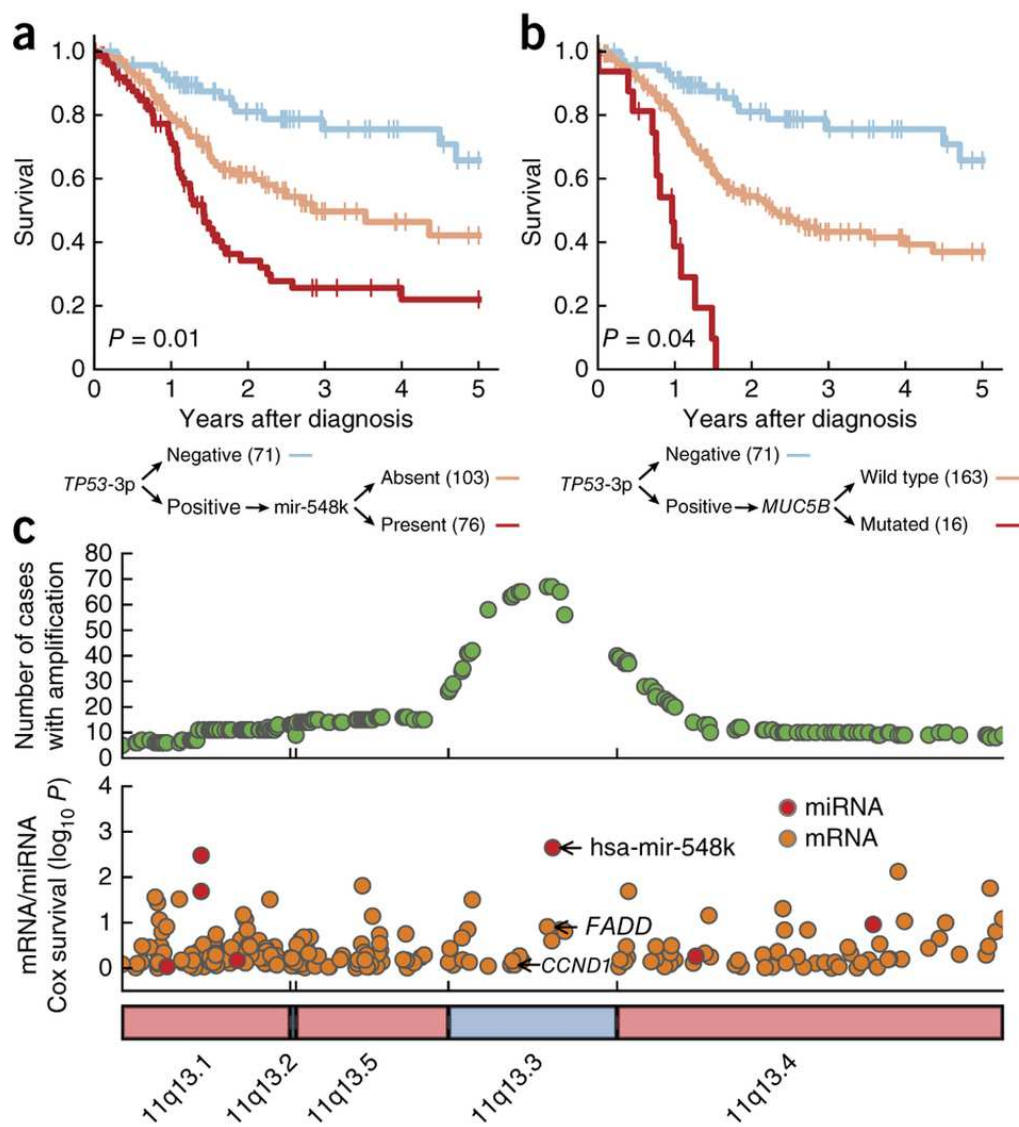 a
1.0
0.8
0.6
0.4
0.2
0
Survival
P = 0.01
0 1 2 3 4 5
Years after diagnosis
TP53-3p
Negative (71)
Positive
mir-548k
Absent (103)
Present (76)
b
1.0
0.8
0.6
0.4
0.2
0
Survival
P = 0.04
0 1 2 3 4 5
Years after diagnosis
TP53-3p
Negative (71)
Positive
MUC5B
Wild type (163)
Mutated (16)
c
80
70
60
50
40
30
20
10
0
Number of cases
with amplification
4
3
2
1
0
mRNA/miRNA
Cox survival (log10 P)
miRNA
mRNA
hsa-mir-548k
FADD
CCND1
11q13.1
11q13.2
11q13.5
11q13.3
11q13.4